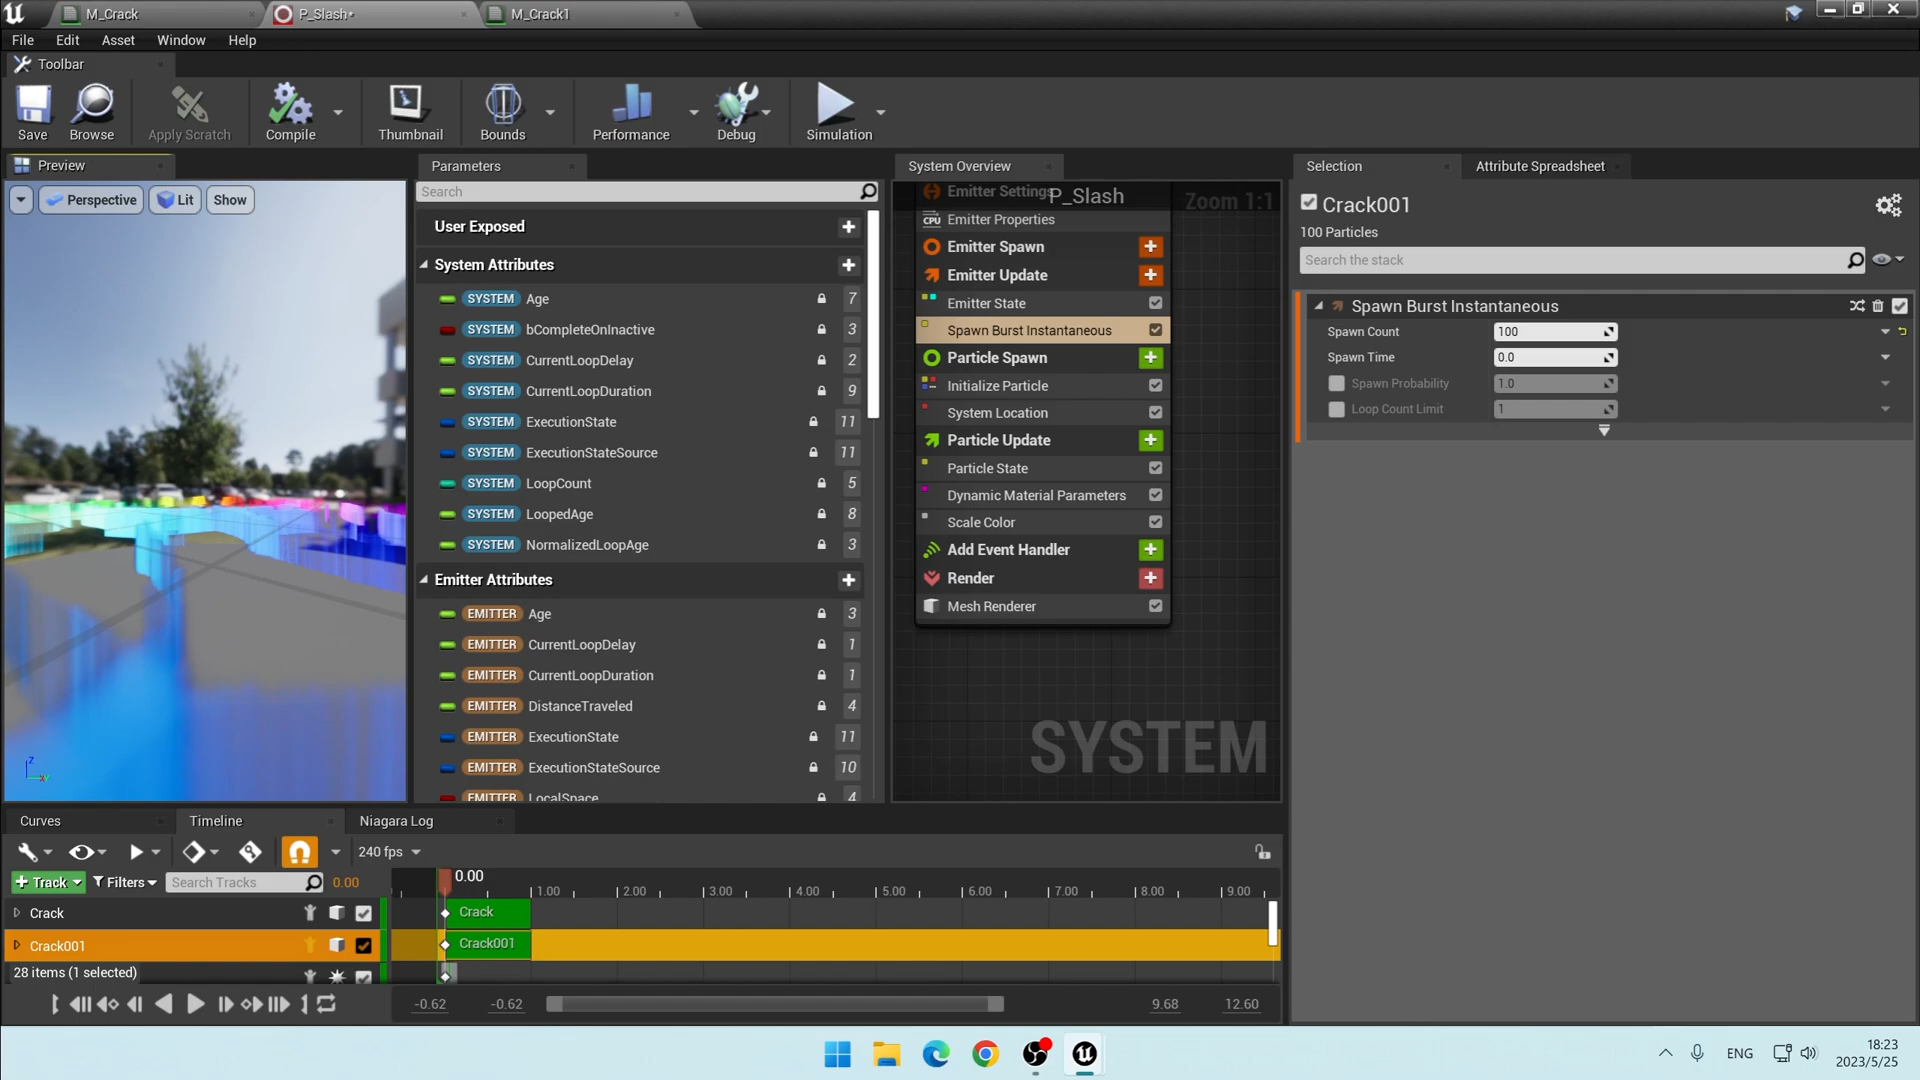 M_Crack
P_Slash*
M_Crack1
File
Edit
Asset
Window
Help
Toolbar
Save
Browse
Apply Scratch
Compile
Thumbnail
Bounds
Performance
Debug
Simulation
Preview
Perspective
Lit
Show
Parameters
Search
User Exposed
System Attributes
SYSTEM Age 7
SYSTEM bCompleteOnInactive 3
SYSTEM CurrentLoopDelay 2
SYSTEM CurrentLoopDuration 9
SYSTEM ExecutionState 11
SYSTEM ExecutionStateSource 11
SYSTEM LoopCount 5
SYSTEM LoopedAge 8
SYSTEM NormalizedLoopAge 3
Emitter Attributes
EMITTER Age 3
EMITTER CurrentLoopDelay 1
EMITTER CurrentLoopDuration 1
EMITTER DistanceTraveled 4
EMITTER ExecutionState 11
EMITTER ExecutionStateSource 10
EMITTER LocalSpace 4
System Overview
P_Slash
Zoom 1:1
Emitter Settings
CPU Emitter Properties
Emitter Spawn
Emitter Update
Emitter State
Spawn Burst Instantaneous
Particle Spawn
Initialize Particle
System Location
Particle Update
Particle State
Dynamic Material Parameters
Scale Color
Add Event Handler
Render
Mesh Renderer
SYSTEM
Selection
Attribute Spreadsheet
Crack001
100 Particles
Search the stack
Spawn Burst Instantaneous
Spawn Count 100
Spawn Time 0.0
Spawn Probability 1.0
Loop Count Limit 1
Curves
Timeline
Niagara Log
240 fps
+ Track
Filters
Search Tracks
0.00
0.00
1.00
2.00
3.00
4.00
5.00
6.00
7.00
8.00
9.00
Crack
Crack
Crack001
Crack001
28 items (1 selected)
-0.62
-0.62
9.68
12.60
ENG
18:23
2023/5/25